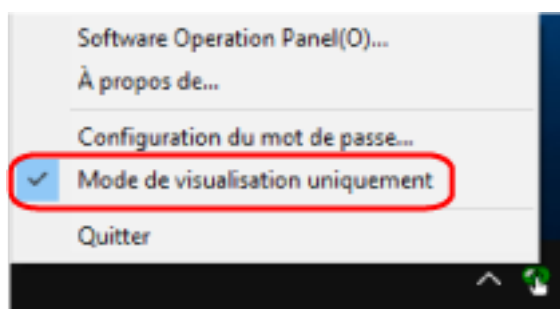 Software Operation Panel(O)...
À propos de...
Configuration du mot de passe...
Mode de visualisation uniquement
Quitter